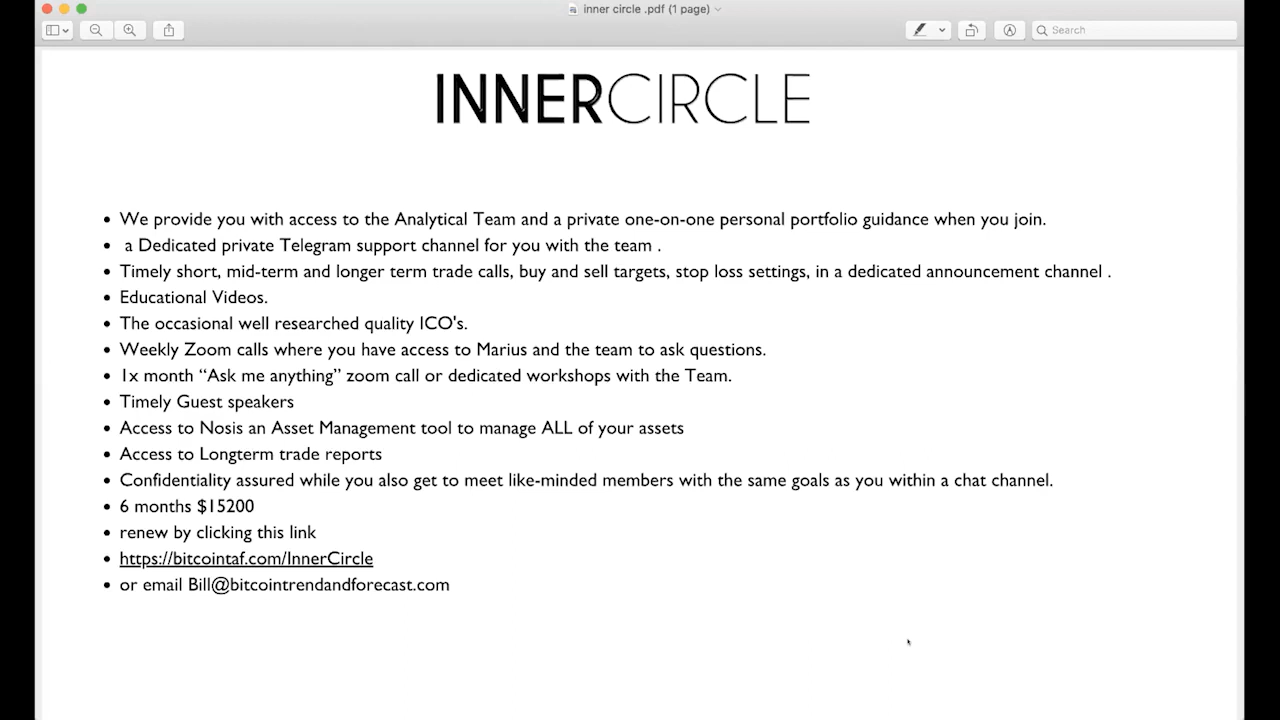 inner circle .pdf (1 page)
Search
INNERCIRCLE
• We provide you with access to the Analytical Team and a private one-on-one personal portfolio guidance when you join.
• a Dedicated private Telegram support channel for you with the team .
• Timely short, mid-term and longer term trade calls, buy and sell targets, stop loss settings, in a dedicated announcement channel .
• Educational Videos.
• The occasional well researched quality ICO's.
• Weekly Zoom calls where you have access to Marius and the team to ask questions.
• 1x month “Ask me anything” zoom call or dedicated workshops with the Team.
• Timely Guest speakers
• Access to Nosis an Asset Management tool to manage ALL of your assets
• Access to Longterm trade reports
• Confidentiality assured while you also get to meet like-minded members with the same goals as you within a chat channel.
• 6 months $15200
• renew by clicking this link
• https://bitcointaf.com/InnerCircle
• or email Bill@bitcointrendandforecast.com